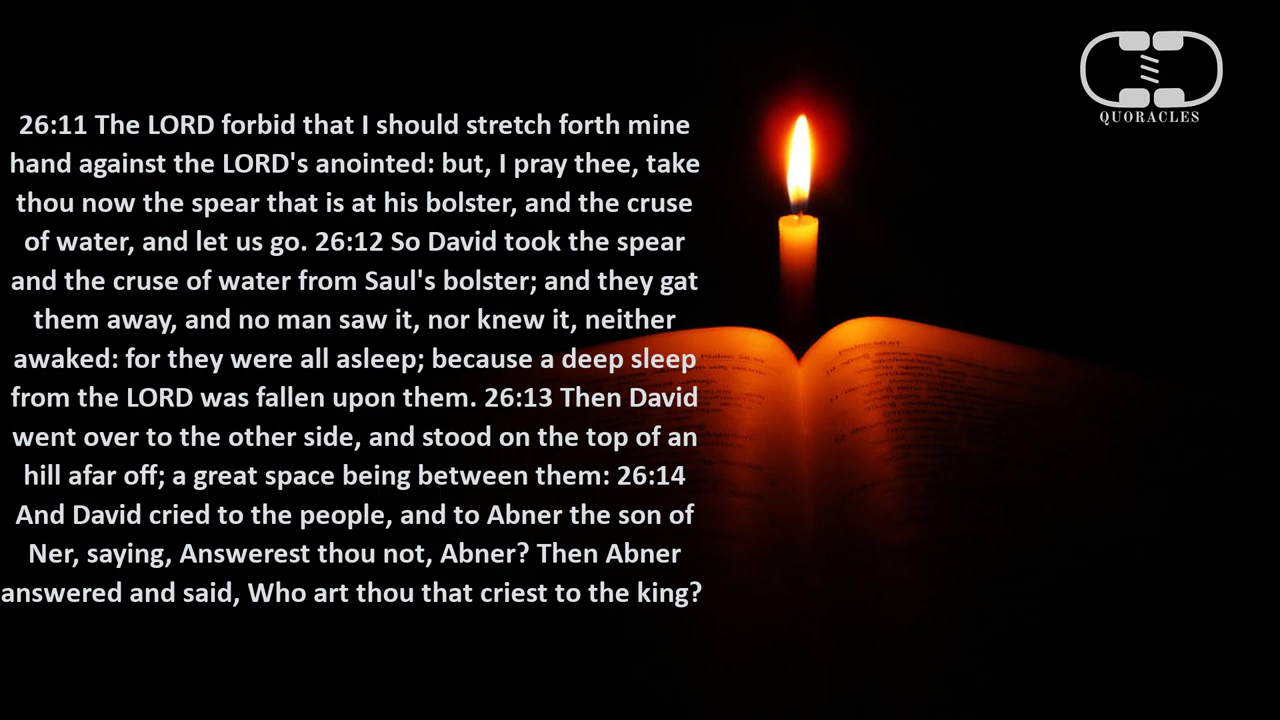 QUORACLES
26:11 The LORD forbid that I should stretch forth mine
hand against the LORD's anointed: but, I pray thee, take
thou now the spear that is at his bolster, and the cruse
of water, and let us go. 26:12 So David took the spear
and the cruse of water from Saul's bolster; and they gat
them away, and no man saw it, nor knew it, neither
awaked: for they were all asleep; because a deep sleep
from the LORD was fallen upon them. 26:13 Then David
went over to the other side, and stood on the top of an
hill afar off; a great space being between them: 26:14
And David cried to the people, and to Abner the son of
Ner, saying, Answerest thou not, Abner? Then Abner
answered and said, Who art thou that criest to the king?